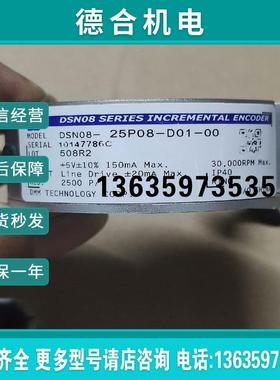 德合机电
DSN08 SERIES INCREMENTAL ENCODER
MODEL DSN08- 25P08-D01-00
SERIAL 10147786C
LOT 508R2
+5V±10% 150mA Max. 30,000RPM Max.
Line Drive ±20mA Max. IP40
2500 P/
DMM TECHNOLOGY
信经营
后保障
货秒发
保一年
13635973535
齐全 更多型号请店咨询 电话:1363597